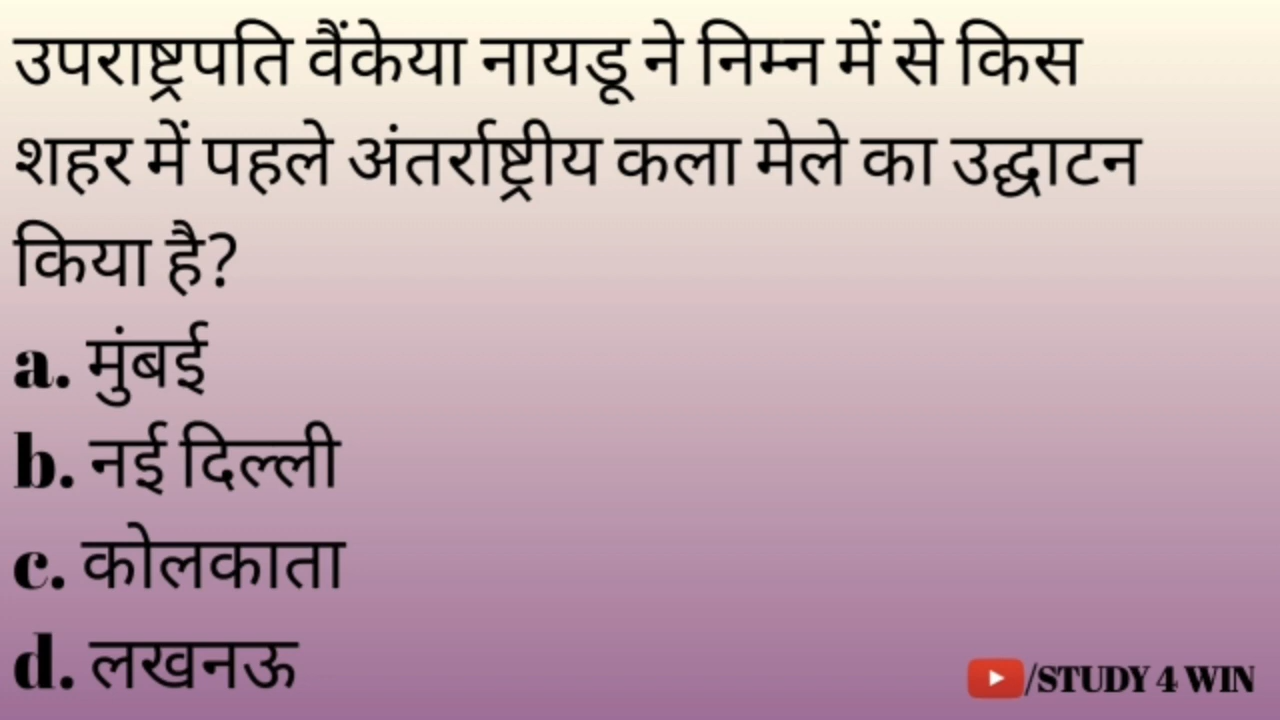 उपराष्ट्रपति वैंकेया नायडू ने निम्न में से किस
शहर में पहले अंतर्राष्ट्रीय कला मेले का उद्घाटन
किया है?
a. मुंबई
b. नई दिल्ली
c. कोलकाता
d. लखनऊ
/STUDY 4 WIN